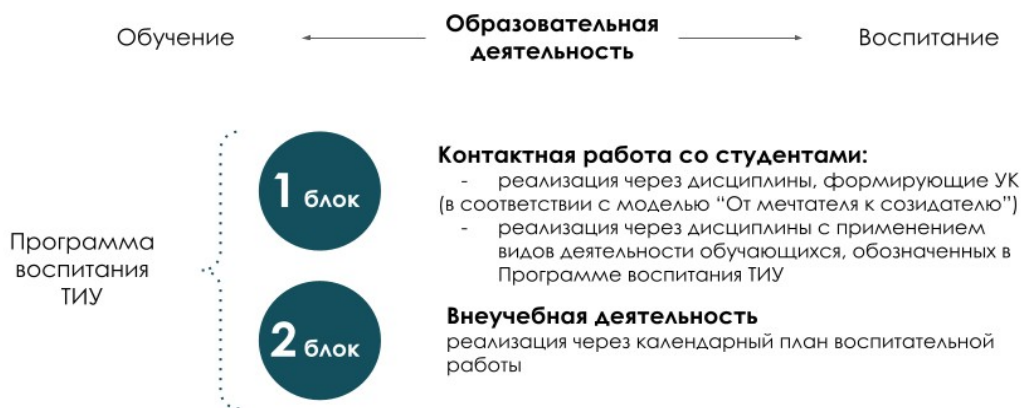 Обучение
Образовательная
деятельность
Воспитание
Программа
воспитания
ТИУ
1 блок
Контактная работа со студентами:
- реализация через дисциплины, формирующие УК
(в соответствии с моделью “От мечтателя к созидателю”)
- реализация через дисциплины с применением
видов деятельности обучающихся, обозначенных в
Программе воспитания ТИУ
2 блок
Внеучебная деятельность
реализация через календарный план воспитательной
работы